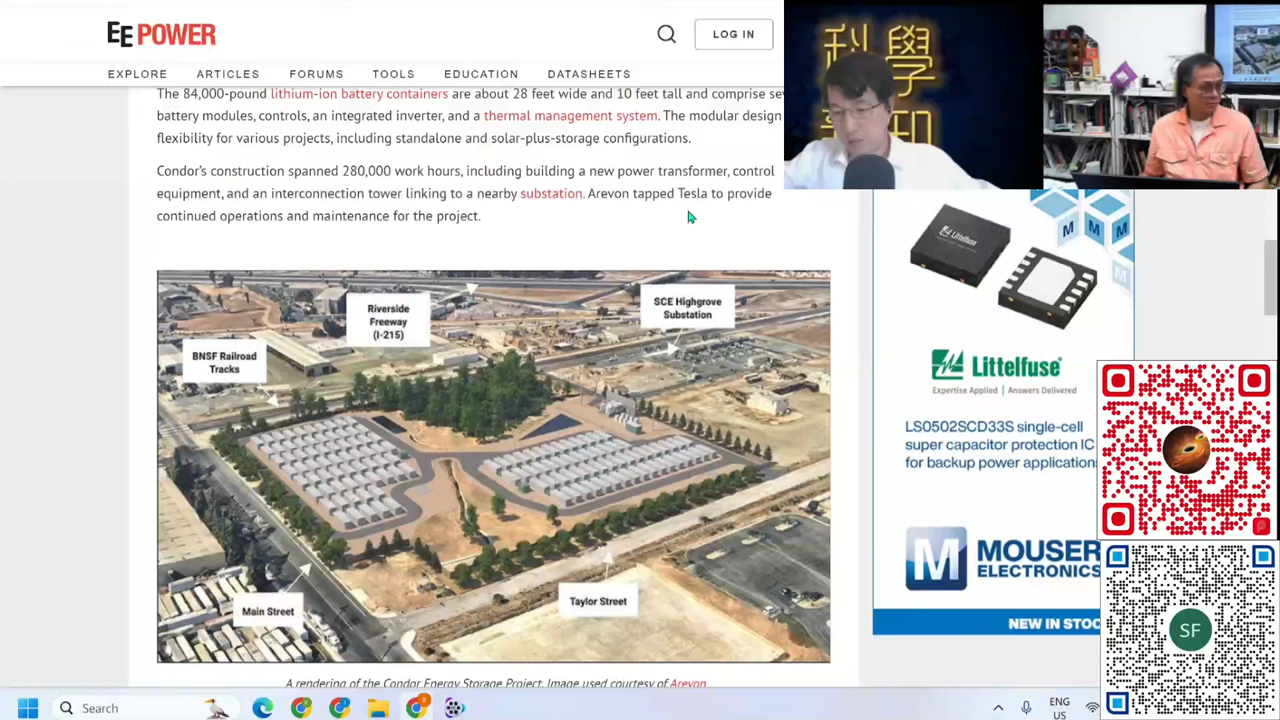 EE POWER
LOG IN
EXPLORE ARTICLES FORUMS TOOLS EDUCATION DATASHEETS
The 84,000-pound lithium-ion battery containers are about 28 feet wide and 10 feet tall and comprise
battery modules, controls, an integrated inverter, and a thermal management system. The modular design
flexibility for various projects, including standalone and solar-plus-storage configurations.
Condor's construction spanned 280,000 work hours, including building a new power transformer, control
equipment, and an interconnection tower linking to a nearby substation. Arevon tapped Tesla to provide
continued operations and maintenance for the project.
Riverside
Freeway
(I-215)
SCE Highgrove
Substation
BNSF Railroad
Tracks
Main Street
Taylor Street
A rendering of the Condor Energy Storage Project. Image used courtesy of Arevon
科學
知
Littelfuse
M
M
M
M
Littelfuse
Expertise Applied | Answers Delivered
LS0502SCD33S single-cell
super capacitor protection IC
for backup power applications
M MOUSER
ELECTRONICS
NEW IN STOC
SF
Search
ENG
US